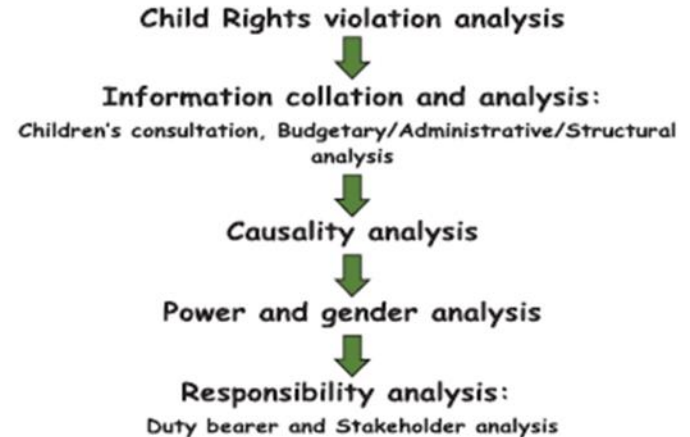 Child Rights violation analysis
Information collation and analysis:
Children's consultation, Budgetary/Administrative/Structural
analysis
Causality analysis
Power and gender analysis
Responsibility analysis:
Duty bearer and Stakeholder analysis